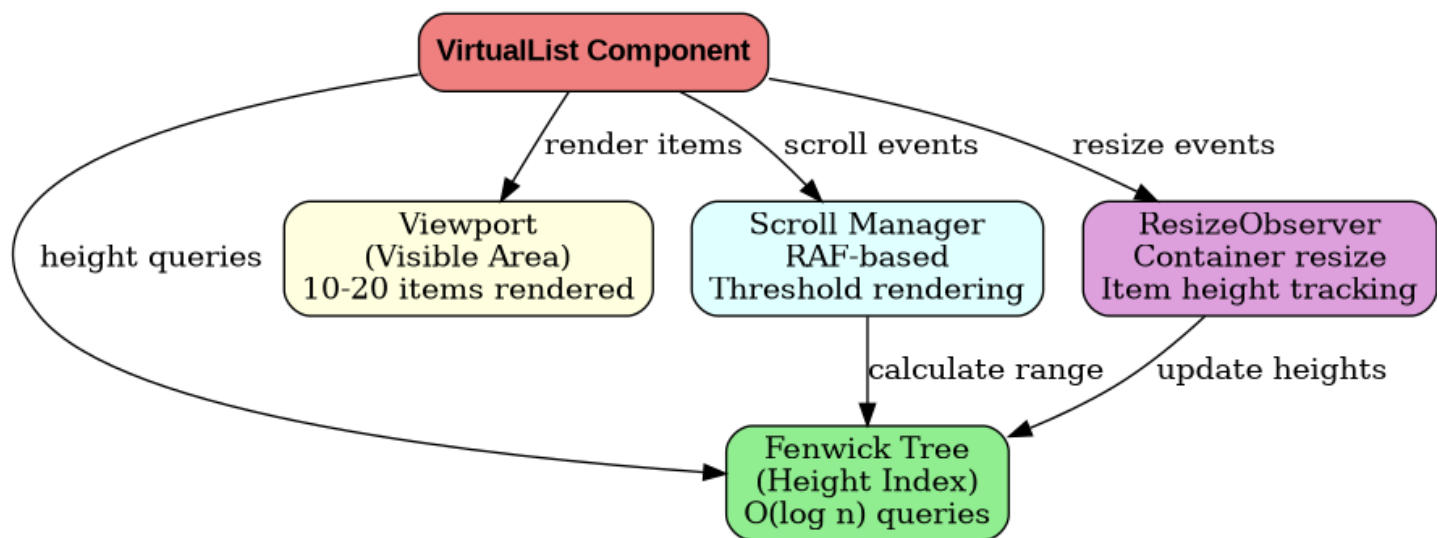 VirtualList Component
render items
scroll events
resize events
height queries
Viewport
(Visible Area)
10-20 items rendered
Scroll Manager
RAF-based
Threshold rendering
ResizeObserver
Container resize
Item height tracking
calculate range
update heights
Fenwick Tree
(Height Index)
O(log n) queries